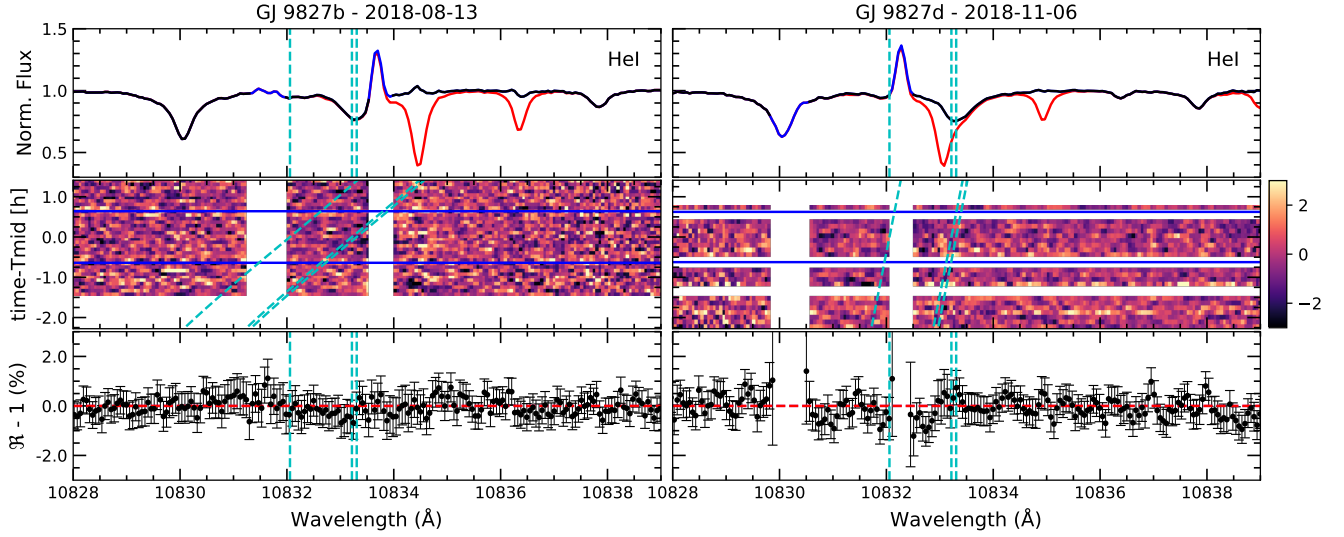 GJ 9827b - 2018-08-13
GJ 9827d - 2018-11-06
1.5
1.0
0.5
Norm. Flux
HeI
HeI
1.0
0.0
-1.0
-2.0
time-Tmid [h]
2
0
−2
2.0
0.0
-2.0
ℜ - 1 (%)
10828 10830 10832 10834 10836 10838
10828 10830 10832 10834 10836 10838
Wavelength (Å)
Wavelength (Å)